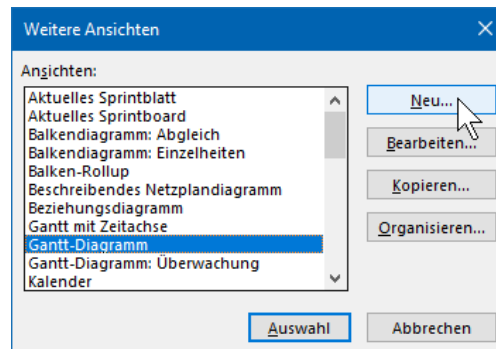 Weitere Ansichten
Ansichten:
Aktuelles Sprintblatt
Aktuelles Sprintboard
Balkendiagramm: Abgleich
Balkendiagramm: Einzelheiten
Balken-Rollup
Beschreibendes Netzplandiagramm
Beziehungsdiagramm
Gantt mit Zeitachse
Gantt-Diagramm
Gantt-Diagramm: Überwachung
Kalender
Neu...
Bearbeiten...
Kopieren...
Organisieren...
Auswahl
Abbrechen